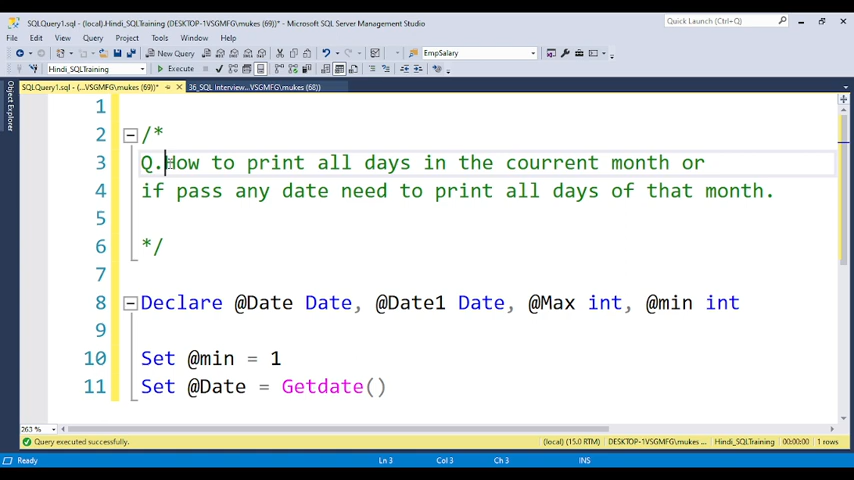 SQLQuery1.sql - (local).Hindi_SQLTraining (DESKTOP-1VSGMFG\mukes (69))* - Microsoft SQL Server Management Studio
Quick Launch (Ctrl+Q)
File Edit View Query Project Tools Window Help
New Query
EmpSalary
Hindi_SQLTraining
Execute
SQLQuery1.sql - (...VSGMFG\mukes (69))*
36_SQL Interview...VSGMFG\mukes (68))
Object Explorer
1
2 /*
3 Q.How to print all days in the courrent month or
4 if pass any date need to print all days of that month.
5
6 */
7
8 Declare @Date Date, @Date1 Date, @Max int, @min int
9
10 Set @min = 1
11 Set @Date = Getdate()
263 %
Query executed successfully.
(local) (15.0 RTM) DESKTOP-1VSGMFG\mukes ... Hindi_SQLTraining 00:00:00 1 rows
Ready
Ln 3 Col 3 Ch 3 INS